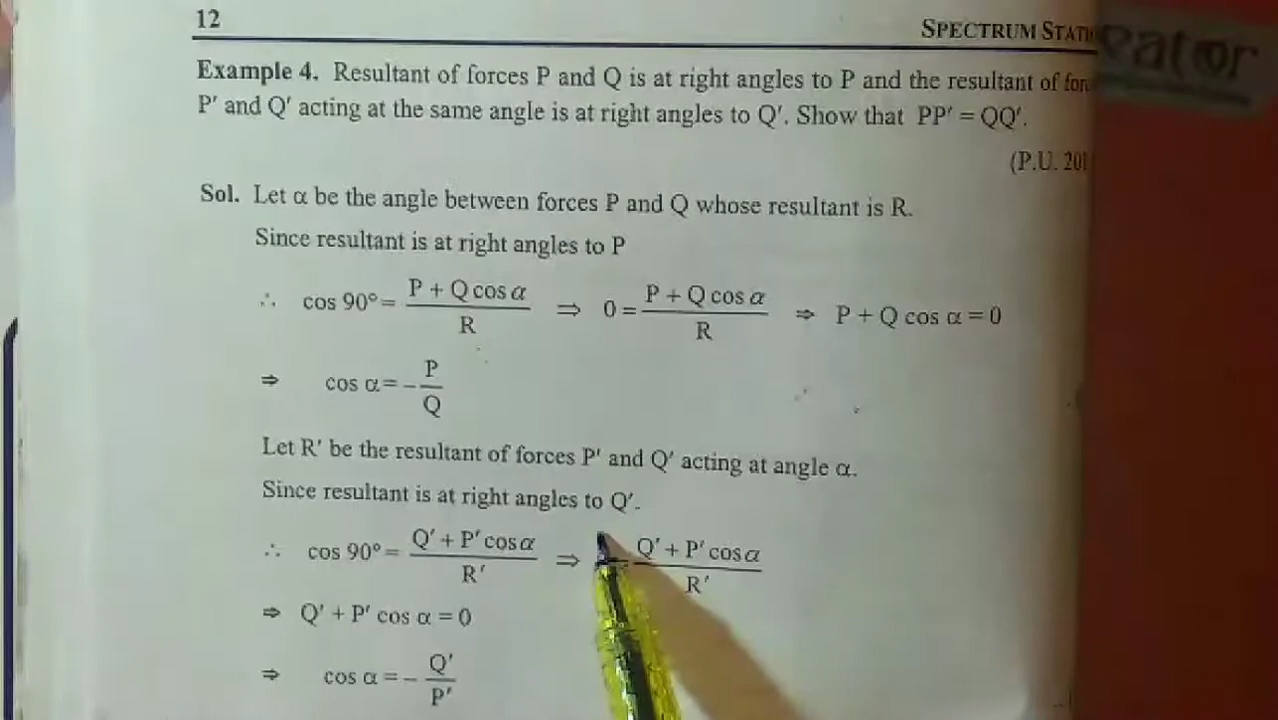 12
SPECTRUM
eator
Example 4. Resultant of forces P and Q is at right angles to P and the resultant of
P′ and Q′ acting at the same angle is at right angles to Q′. Show that PP′ = QQ′.
(P.U. 201
Sol. Let α be the angle between forces P and Q whose resultant is R.
Since resultant is at right angles to P
∴ cos 90° = (P + Q cos α)/R ⇒ 0 = (P + Q cos α)/R ⇒ P + Q cos α = 0
⇒ cos α = – P/Q
Let R′ be the resultant of forces P′ and Q′ acting at angle α.
Since resultant is at right angles to Q′.
∴ cos 90° = (Q′ + P′ cos α)/R′ ⇒ (Q′ + P′ cos α)/R′
⇒ Q′ + P′ cos α = 0
⇒ cos α = – Q′/P′